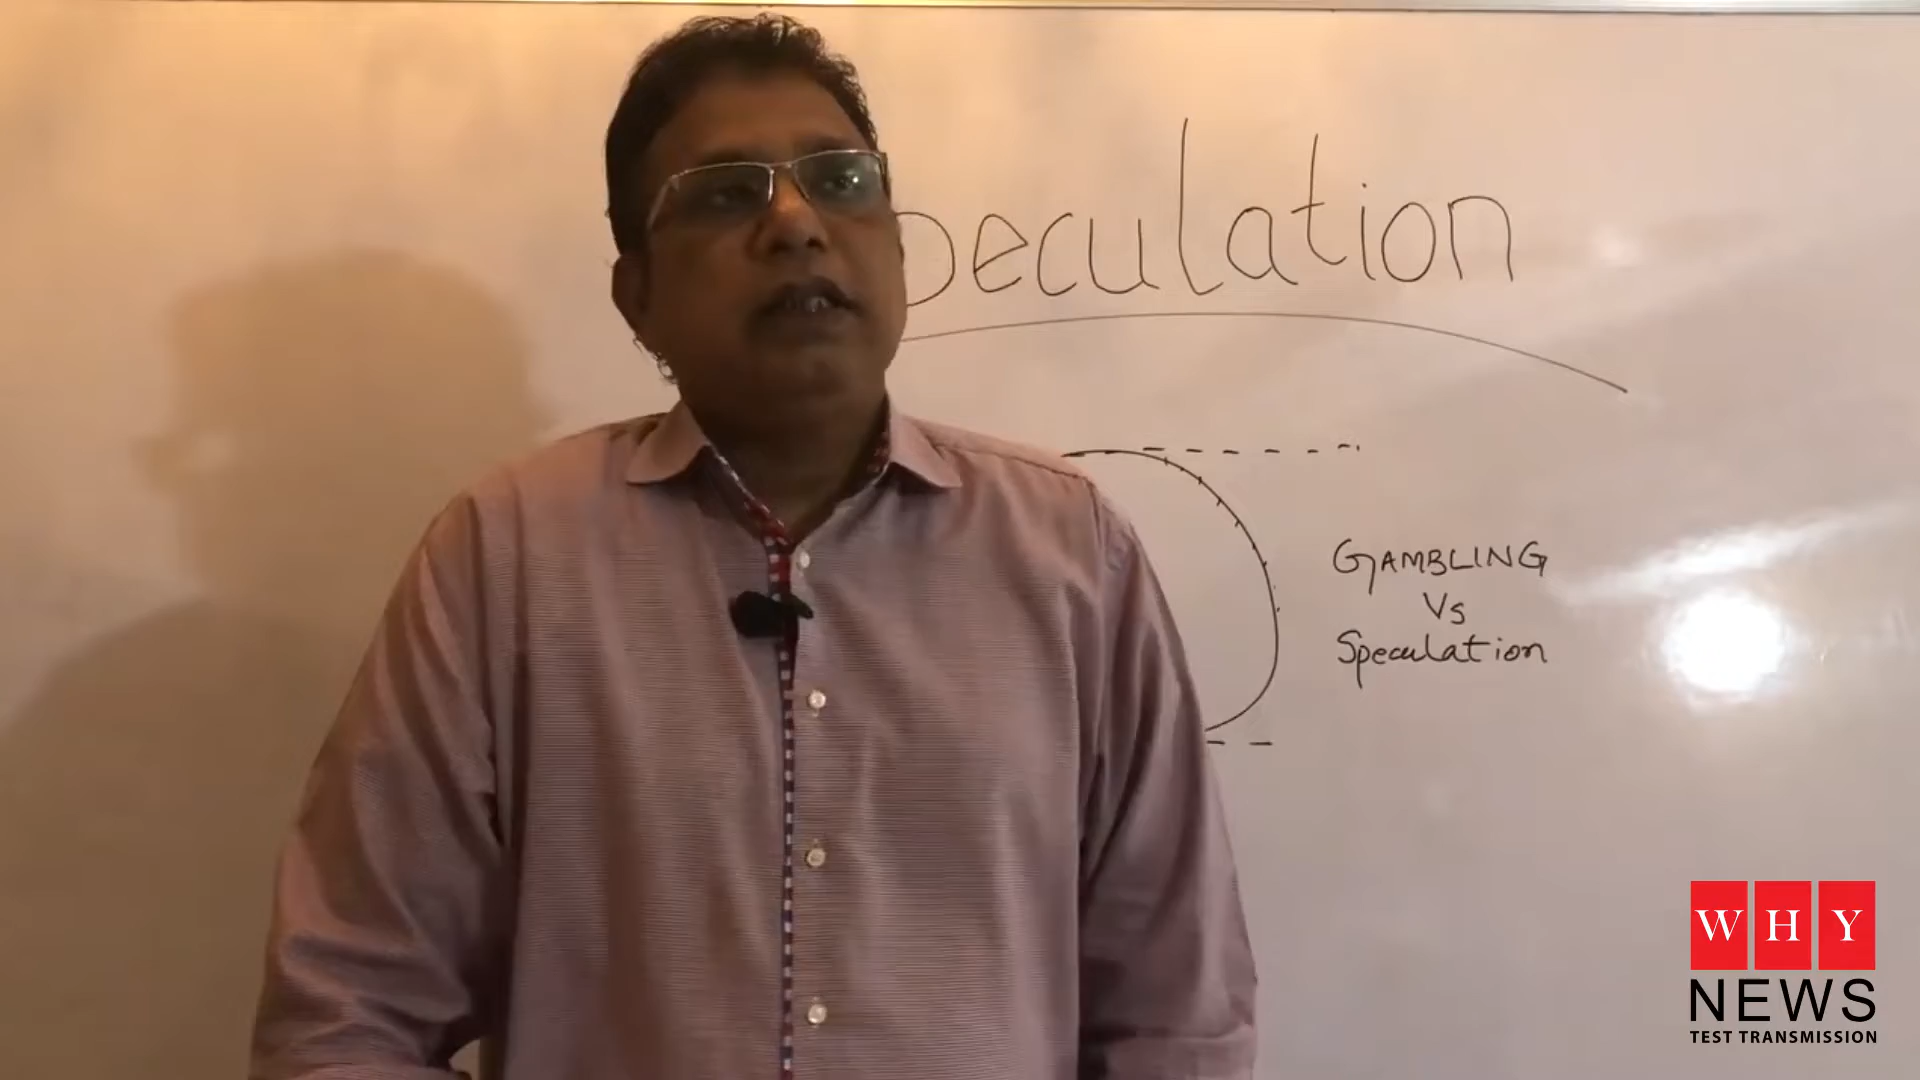 peculation
GAMBLING
Vs
Speculation
WHY
NEWS
TEST TRANSMISSION